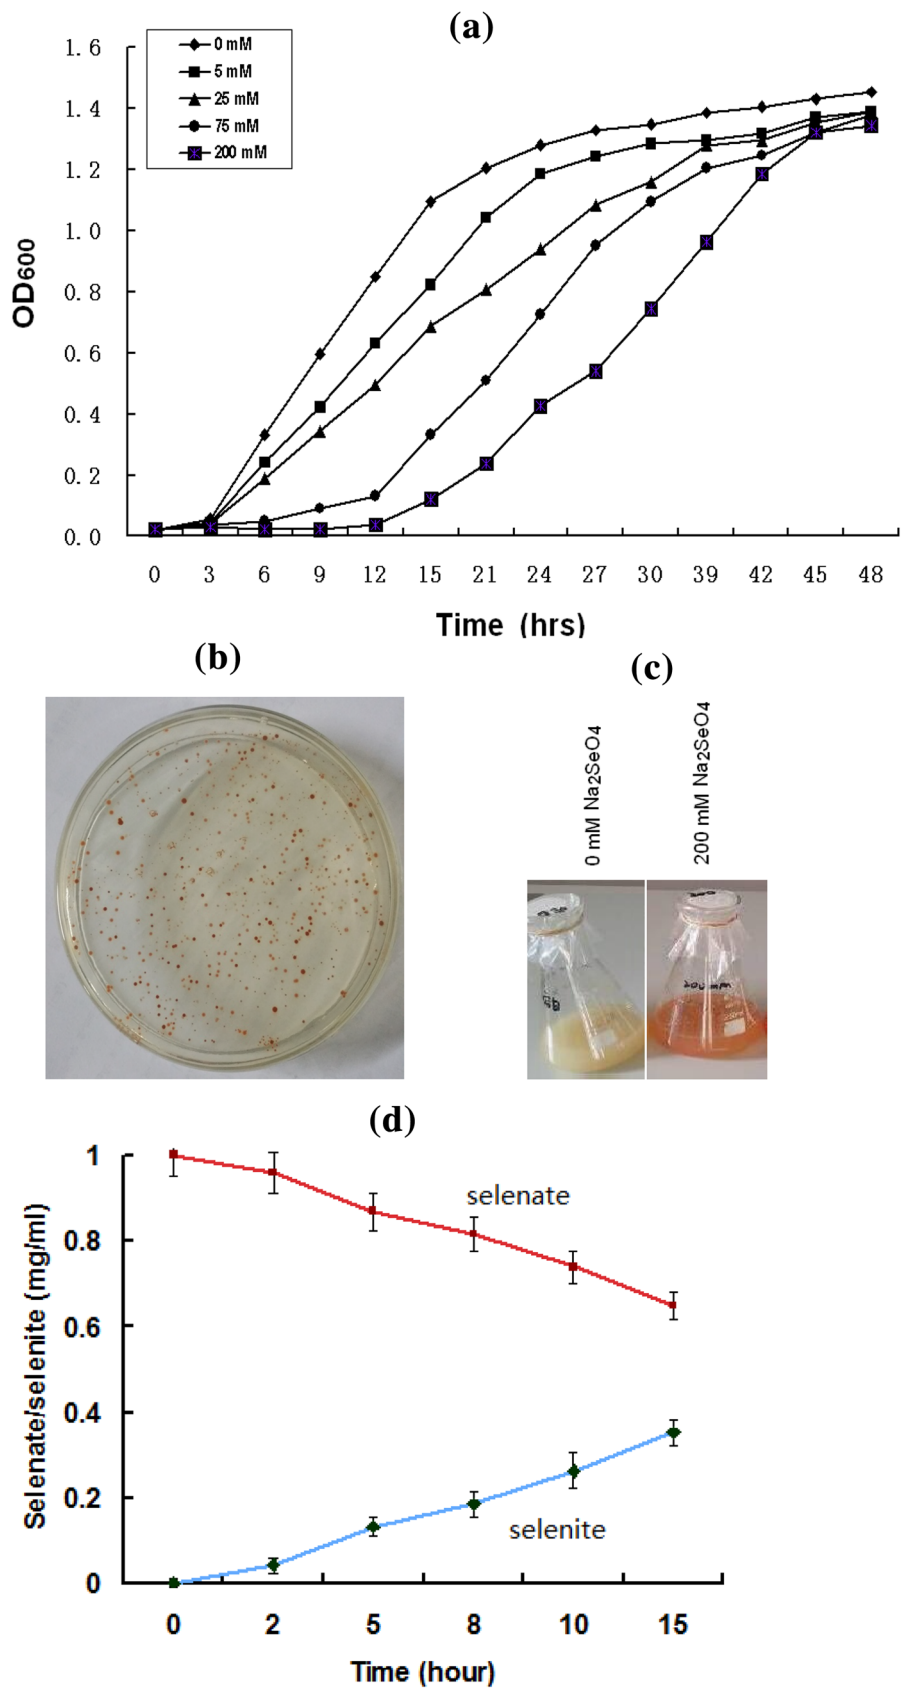 (a)
0 mM
5 mM
25 mM
75 mM
200 mM
1.6
1.4
1.2
1.0
0.8
0.6
0.4
0.2
0.0
OD600
0 3 6 9 12 15 21 24 27 30 39 42 45 48
Time (hrs)
(b)
(c)
0 mM Na2SeO4
200 mM Na2SeO4
(d)
1
0.8
0.6
0.4
0.2
0
Selenate/selenite (mg/ml)
selenate
selenite
0 2 5 8 10 15
Time (hour)